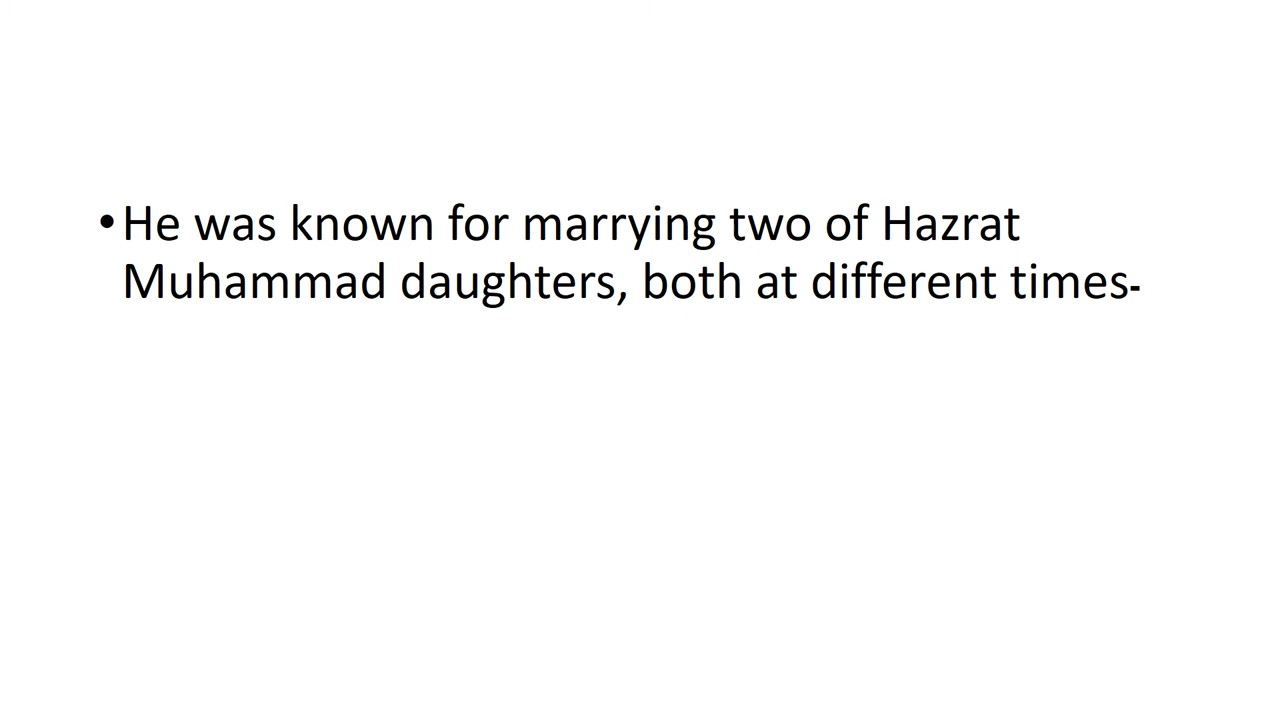 •He was known for marrying two of Hazrat
Muhammad daughters, both at different times-